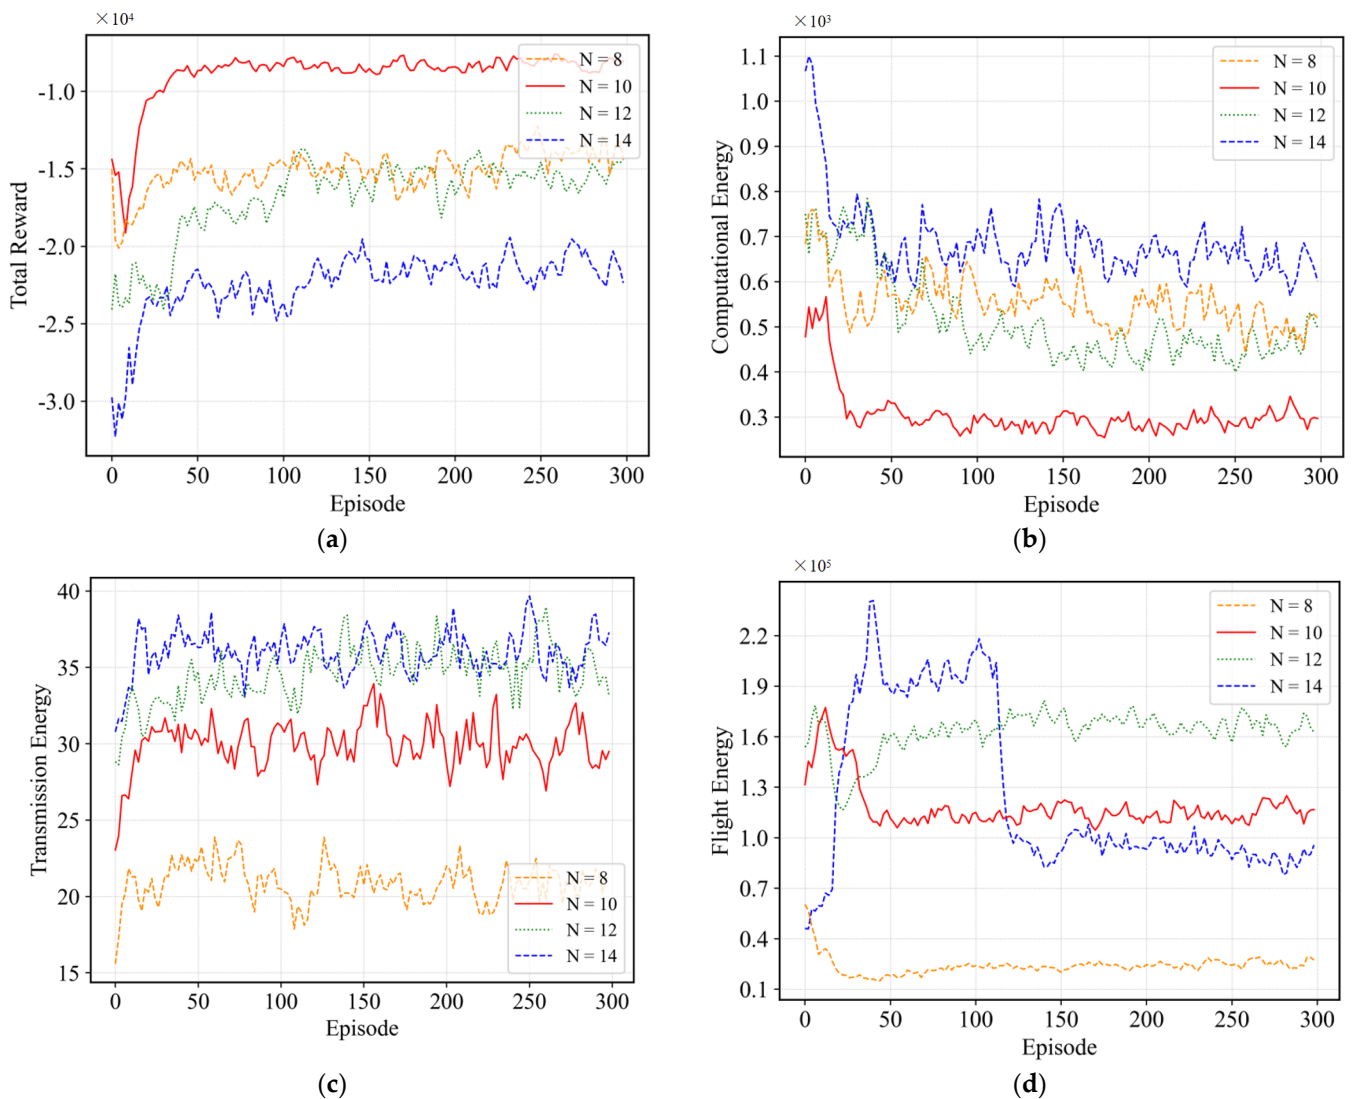 ×10⁴
Total Reward
-1.0
-1.5
-2.0
-2.5
-3.0
0 50 100 150 200 250 300
Episode
N = 8
N = 10
N = 12
N = 14
(a)
×10³
Computational Energy
1.1
1.0
0.9
0.8
0.7
0.6
0.5
0.4
0.3
0 50 100 150 200 250 300
Episode
N = 8
N = 10
N = 12
N = 14
(b)
Transmission Energy
40
35
30
25
20
15
0 50 100 150 200 250 300
Episode
N = 8
N = 10
N = 12
N = 14
(c)
×10⁵
Flight Energy
2.2
1.9
1.6
1.3
1.0
0.7
0.4
0.1
0 50 100 150 200 250 300
Episode
N = 8
N = 10
N = 12
N = 14
(d)